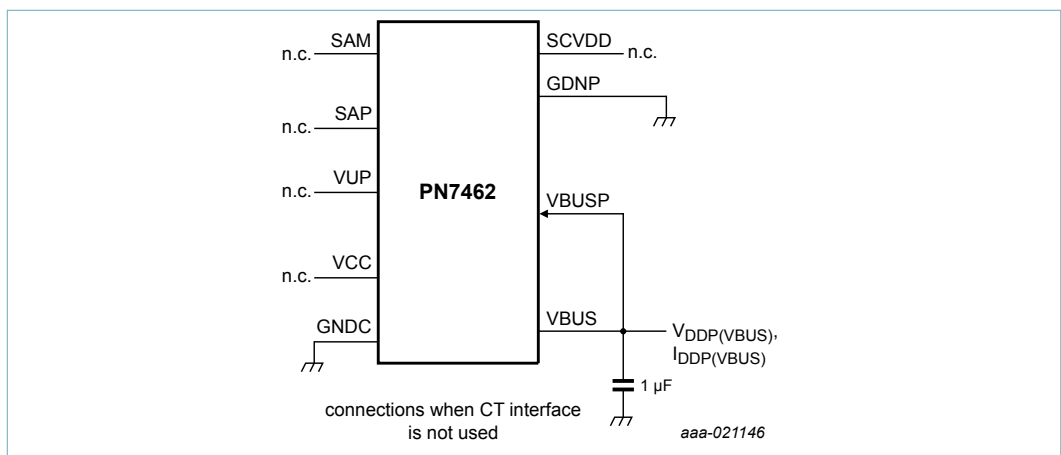 SAM
n.c.
SCVDD
n.c.
GDNP
SAP
n.c.
VUP
n.c.
PN7462
VBUSP
VCC
n.c.
GNDC
VBUS
VDDP(VBUS),
IDDP(VBUS)
1 µF
connections when CT interface
is not used
aaa-021146